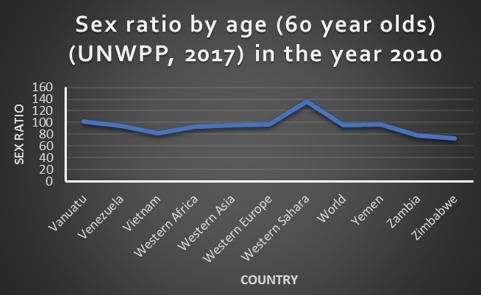 Sex ratio by age (60 year olds)
(UNWPP, 2017) in the year 2010
160
140
120
100
80
60
40
20
0
SEX RATIO
Vanuatu
Venezuela
Vietnam
Western Africa
Western Asia
Western Europe
Western Sahara
World
Yemen
Zambia
Zimbabwe
COUNTRY